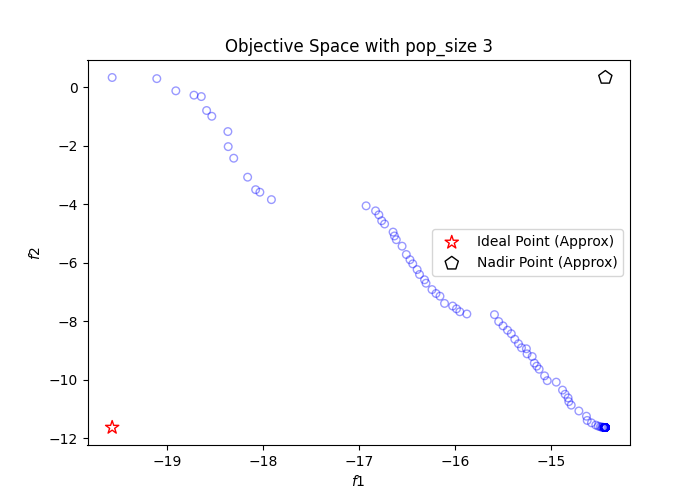 Objective Space with pop_size 3
0
−2
−4
−6
−8
−10
−12
f2
Ideal Point (Approx)
Nadir Point (Approx)
−19
−18
−17
−16
−15
f1